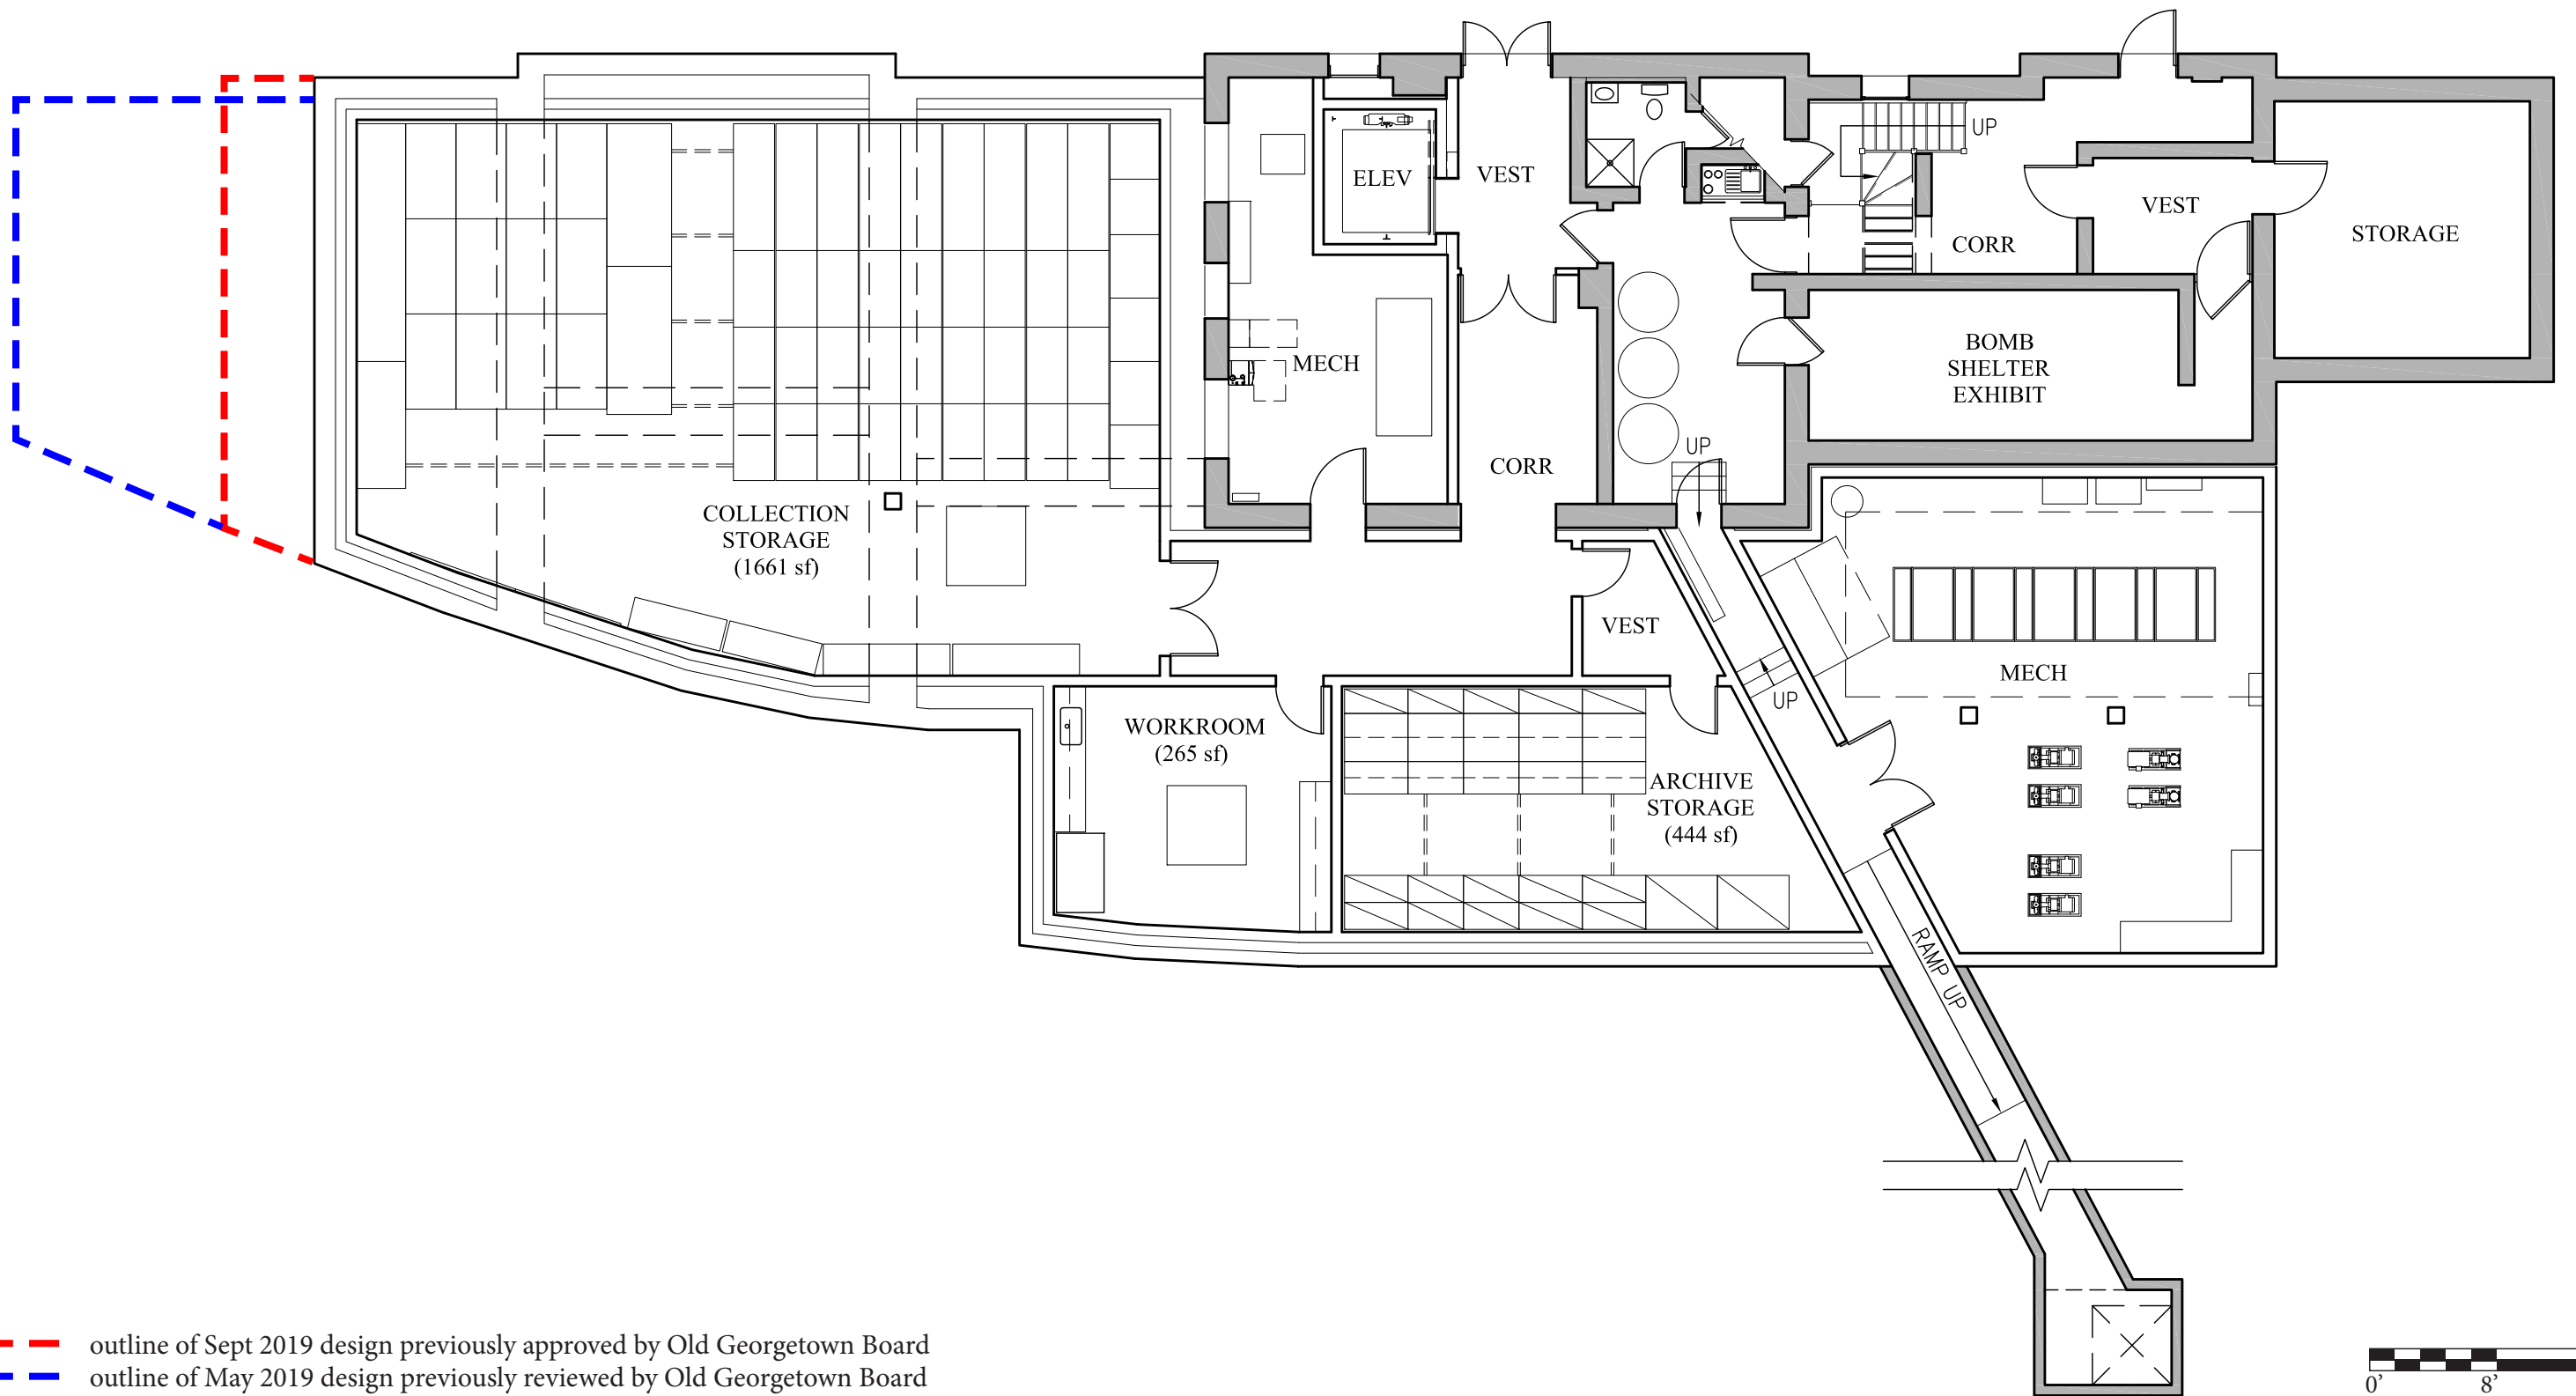 UP
ELEV
VEST
VEST
STORAGE
CORR
BOMB
SHELTER
EXHIBIT
MECH
UP
CORR
COLLECTION
STORAGE
(1661 sf)
VEST
MECH
UP
WORKROOM
(265 sf)
ARCHIVE
STORAGE
(444 sf)
RAMP UP
outline of Sept 2019 design previously approved by Old Georgetown Board
outline of May 2019 design previously reviewed by Old Georgetown Board
0’ 8’